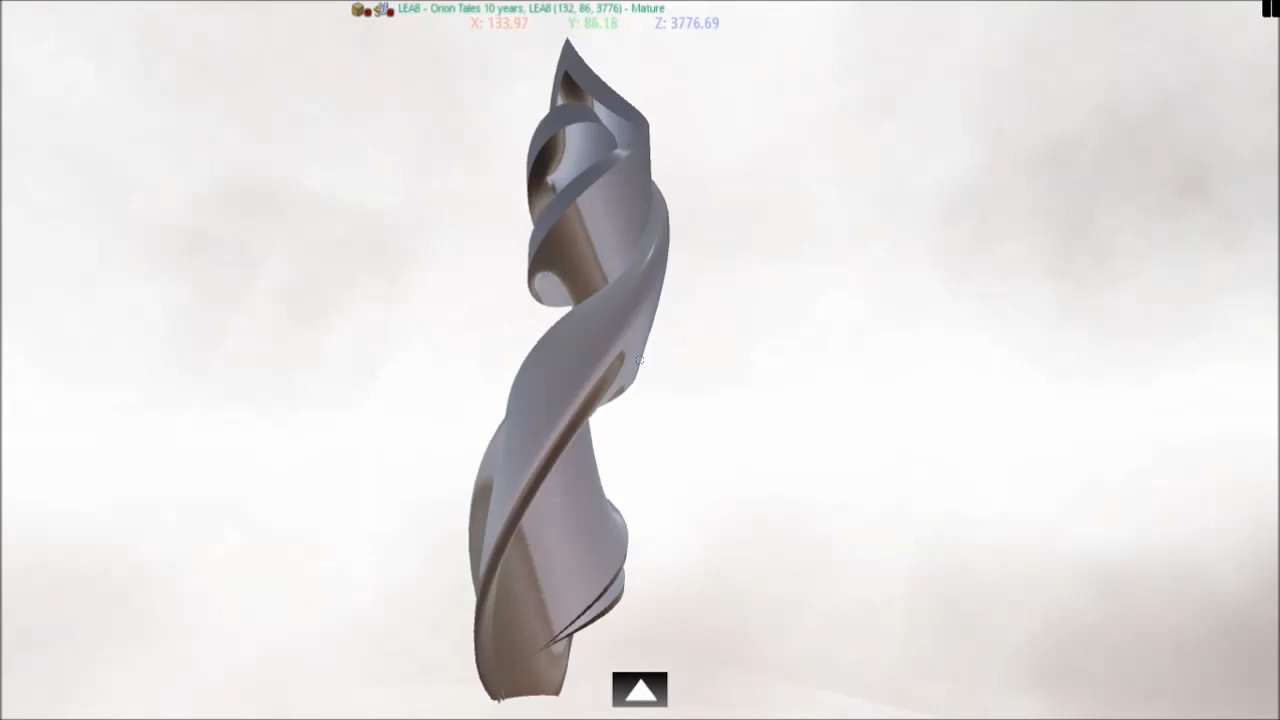 LEA8 - Orion Tales 10 years, LEA8 (132, 86, 3776) - Mature
X: 133.97 Y: 86.18 Z: 3776.69